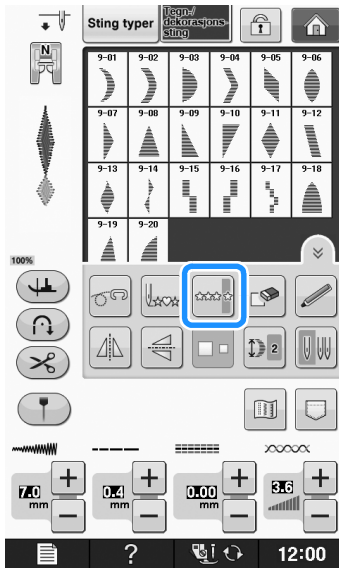 Sting typer
Tegn-/
dekorasjons-
sting
N
9-01 9-02 9-03 9-04 9-05 9-06
9-07 9-08 9-09 9-10 9-11 9-12
9-13 9-14 9-15 9-16 9-17 9-18
9-19 9-20
100%
2
7.0 mm
0.4 mm
0.00 mm
3.6
?
12:00